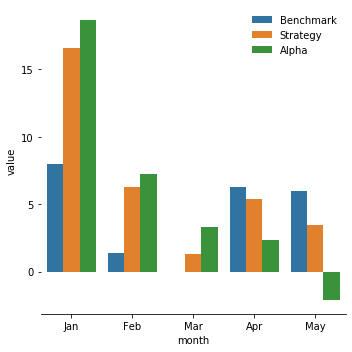 Benchmark
Strategy
Alpha
value
15
10
5
0
Jan Feb Mar Apr May
month